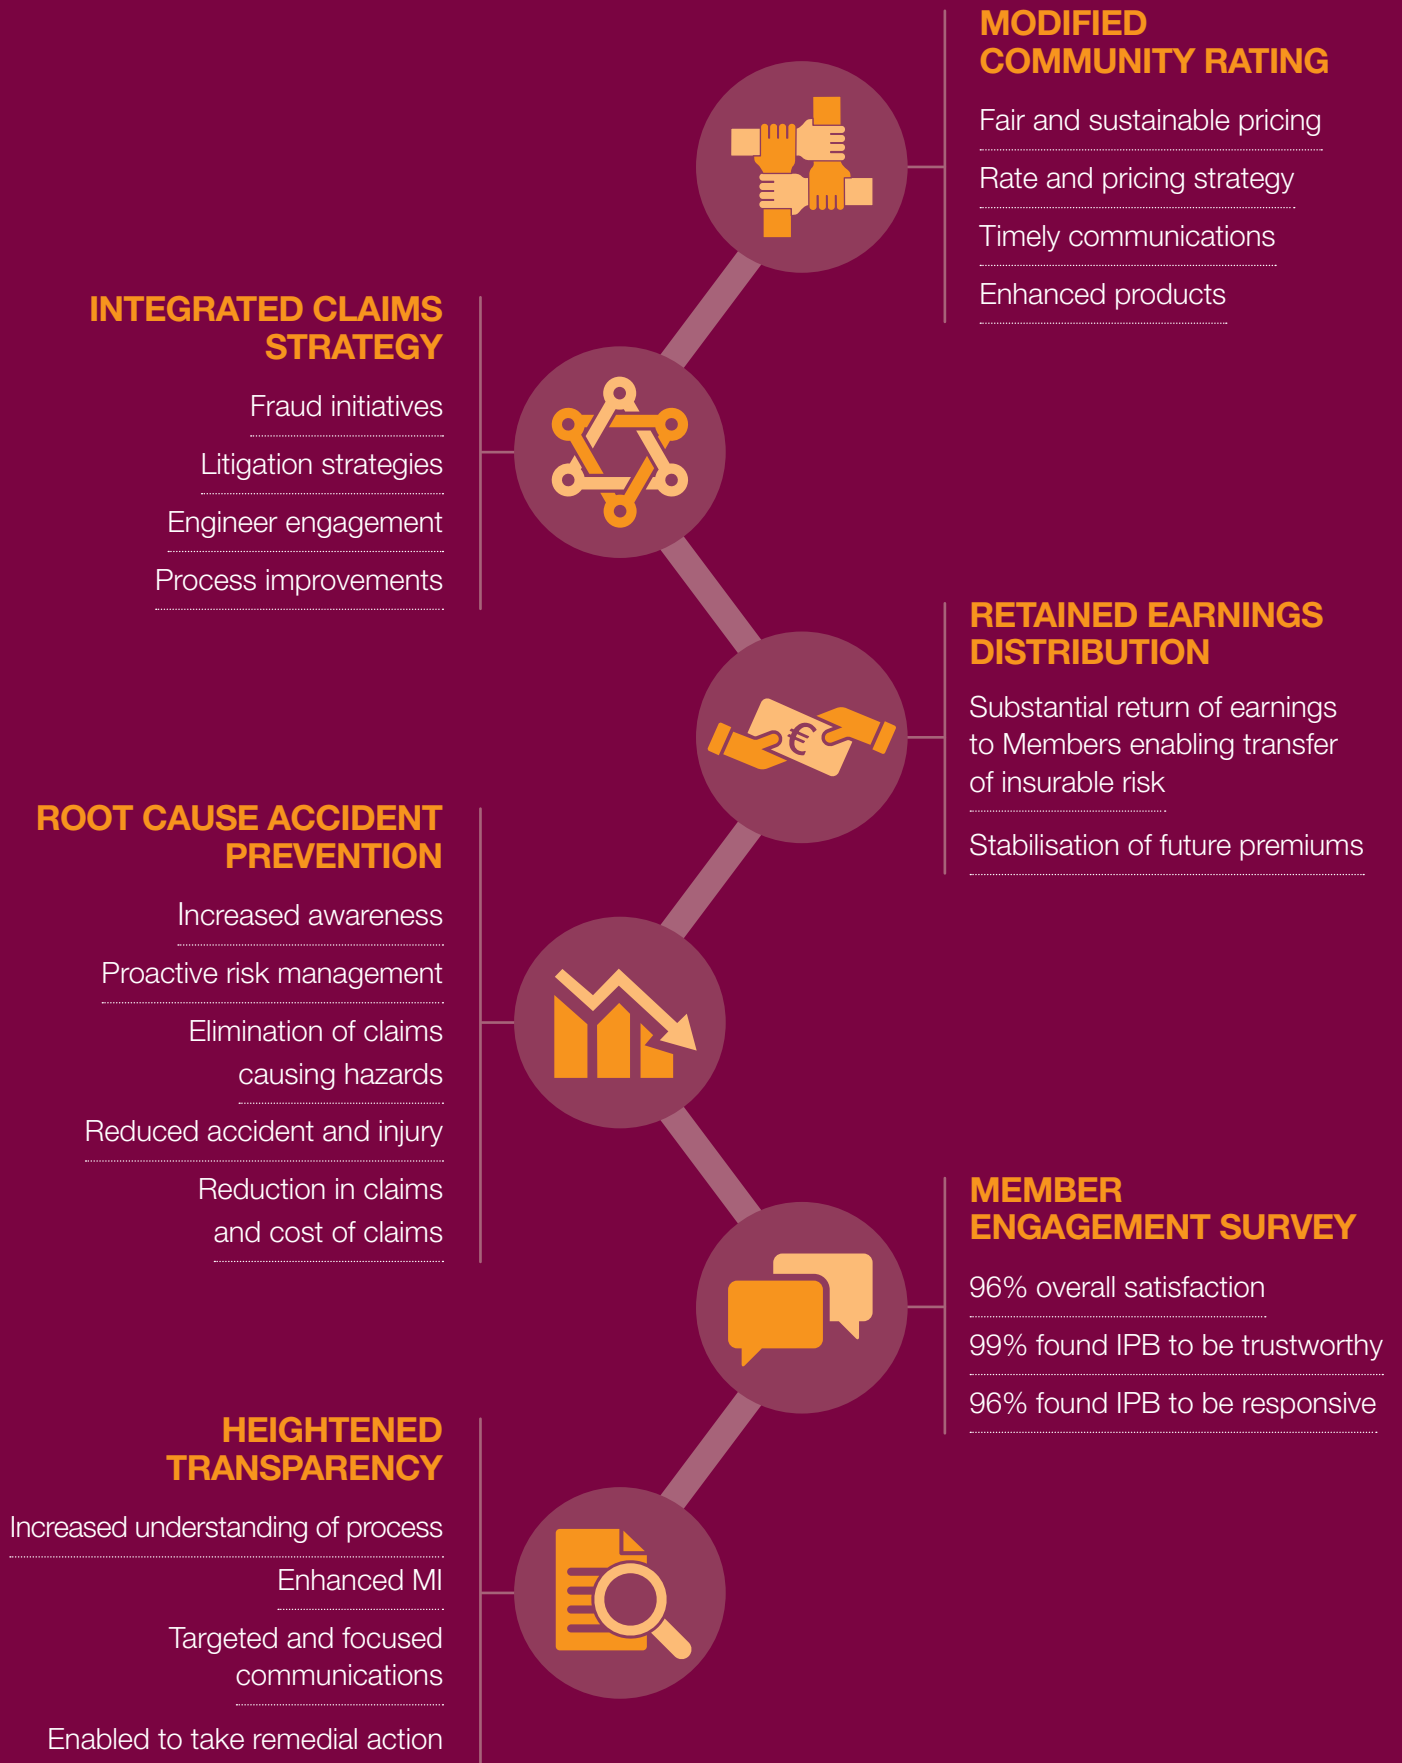 MODIFIED
COMMUNITY RATING
Fair and sustainable pricing
Rate and pricing strategy
Timely communications
Enhanced products
INTEGRATED CLAIMS
STRATEGY
Fraud initiatives
Litigation strategies
Engineer engagement
Process improvements
RETAINED EARNINGS
DISTRIBUTION
Substantial return of earnings
to Members enabling transfer
of insurable risk
Stabilisation of future premiums
€
ROOT CAUSE ACCIDENT
PREVENTION
Increased awareness
Proactive risk management
Elimination of claims
causing hazards
Reduced accident and injury
Reduction in claims
and cost of claims
MEMBER
ENGAGEMENT SURVEY
96% overall satisfaction
99% found IPB to be trustworthy
96% found IPB to be responsive
HEIGHTENED
TRANSPARENCY
Increased understanding of process
Enhanced MI
Targeted and focused
communications
Enabled to take remedial action